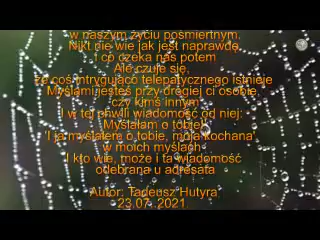 w naszym życiu pośmiertnym.
Nikt nie wie jak jest naprawdę,
i co czeka nas potem
Ale czuję się,
że coś intrygująco telepatycznego istnieje
Myślami jesteś przy drogiej ci osobie,
czy kimś innym
I w tej chwili wiadomość od niej:
'Myślałam o tobie!'
'I ja myślałem o tobie, moja kochana',
w moich myślach
I kto wie, może i ta wiadomość
odebrana u adresata
Autor: Tadeusz Hutyra
23.07. 2021